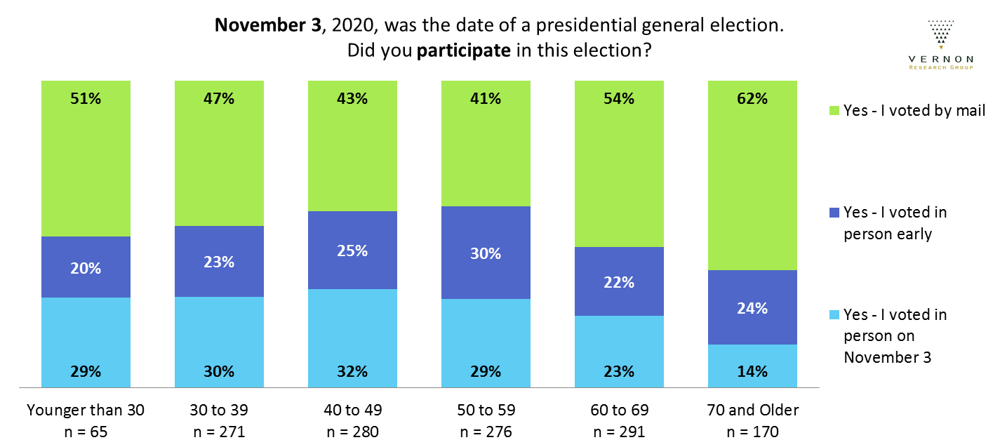 November 3, 2020, was the date of a presidential general election.
Did you participate in this election?
VERNON
RESEARCH GROUP
51%
47%
43%
41%
54%
62%
Yes - I voted by mail
20%
23%
25%
30%
22%
24%
Yes - I voted in
person early
29%
30%
32%
29%
23%
14%
Yes - I voted in
person on
November 3
Younger than 30
n = 65
30 to 39
n = 271
40 to 49
n = 280
50 to 59
n = 276
60 to 69
n = 291
70 and Older
n = 170